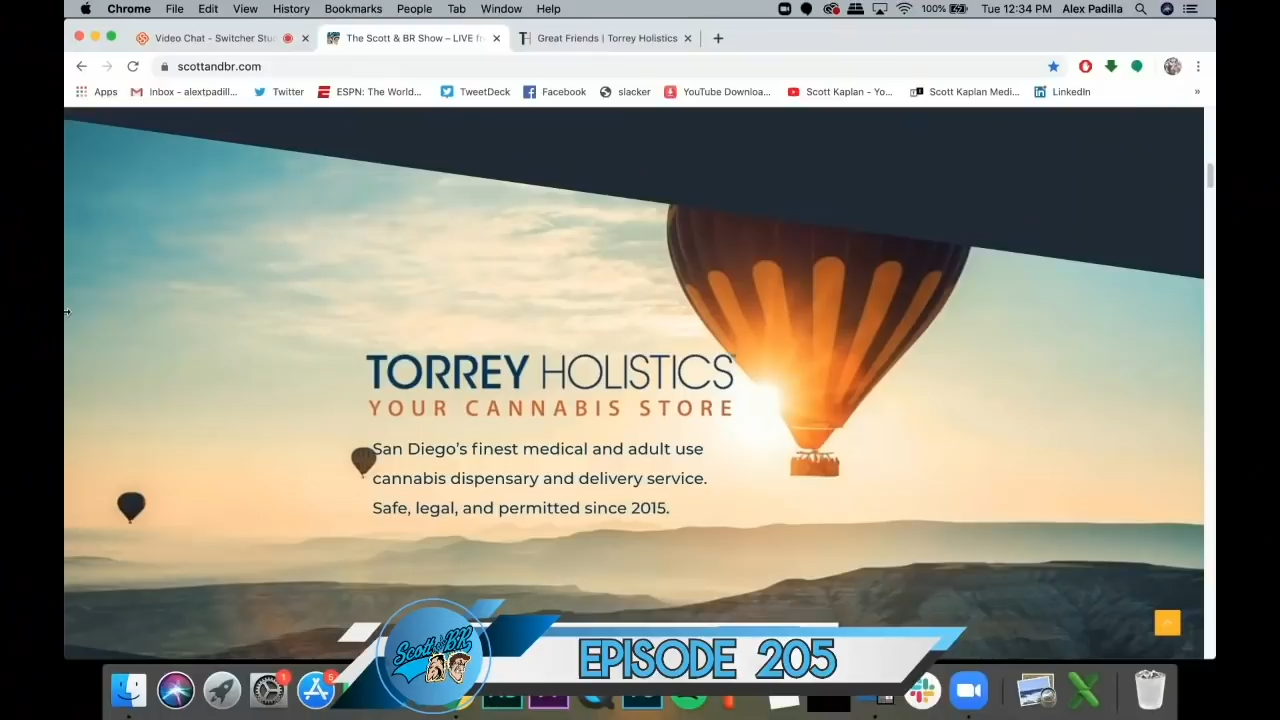 Chrome File Edit View History Bookmarks People Tab Window Help 100% Tue 12:34 PM Alex Padilla
Video Chat - Switcher Stu
The Scott & BR Show – LIVE fr
Great Friends | Torrey Holistics
scottandbr.com
Apps Inbox - alextpadill... Twitter ESPN: The World... TweetDeck Facebook slacker YouTube Downloa... Scott Kaplan - Yo... Scott Kaplan Medi... LinkedIn »
TORREY HOLISTICS
YOUR CANNABIS STORE
San Diego's finest medical and adult use
cannabis dispensary and delivery service.
Safe, legal, and permitted since 2015.
Scott & BR
EPISODE 205
1
5